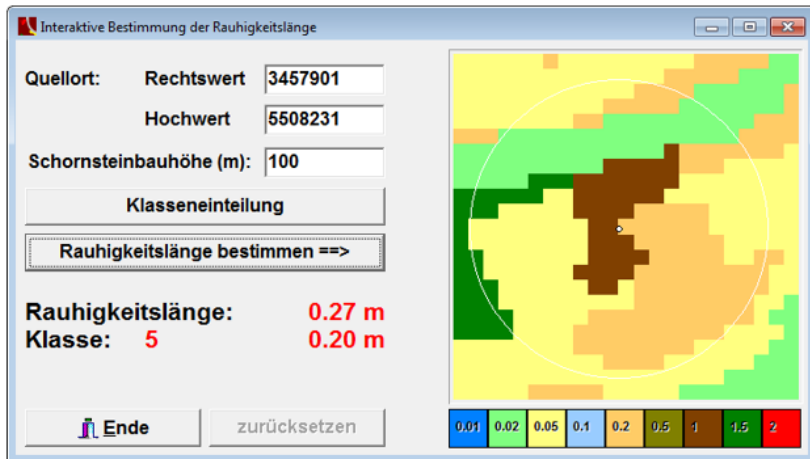 Interaktive Bestimmung der Rauhigkeitslänge
Quellort: Rechtswert 3457901
Hochwert 5508231
Schornsteinbauhöhe (m): 100
Klasseneinteilung
Rauhigkeitslänge bestimmen ==>
Rauhigkeitslänge: 0.27 m
Klasse: 5 0.20 m
Ende zurücksetzen
0.01 0.02 0.05 0.1 0.2 0.5 1 1.5 2